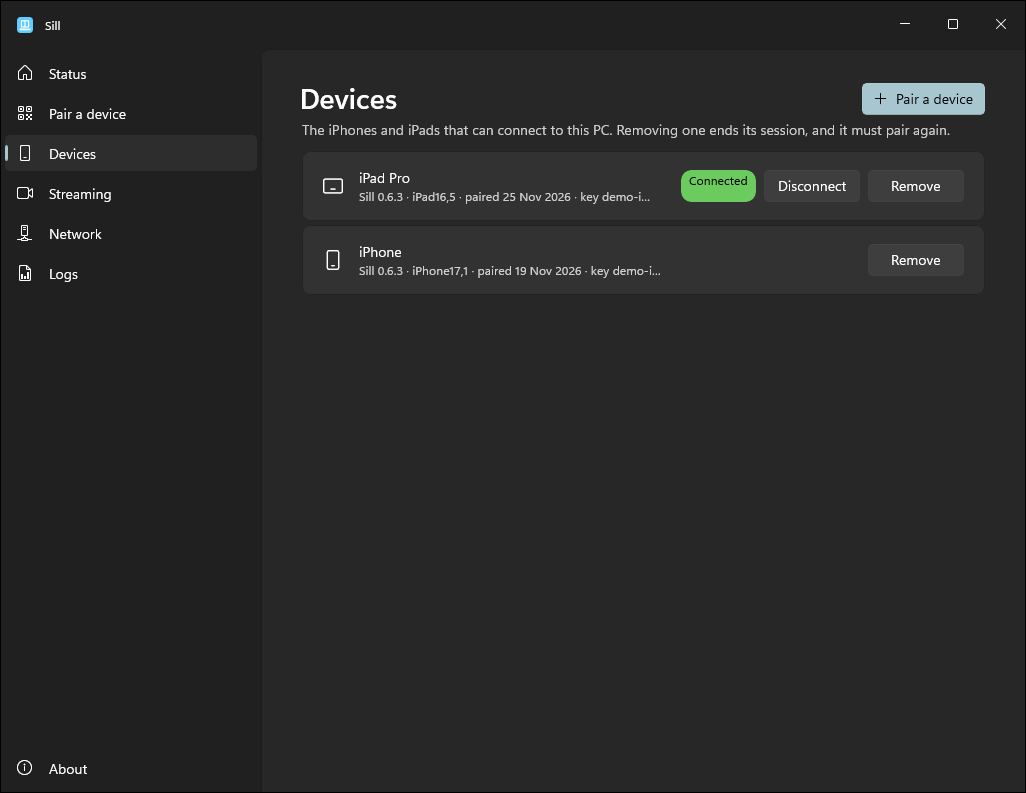 Sill
Status
Pair a device
Devices
Streaming
Network
Logs
About
Devices
Pair a device
The iPhones and iPads that can connect to this PC. Removing one ends its session, and it must pair again.
iPad Pro
Sill 0.6.3 · iPad16,5 · paired 25 Nov 2026 · key demo-i...
Connected
Disconnect
Remove
iPhone
Sill 0.6.3 · iPhone17,1 · paired 19 Nov 2026 · key demo-i...
Remove